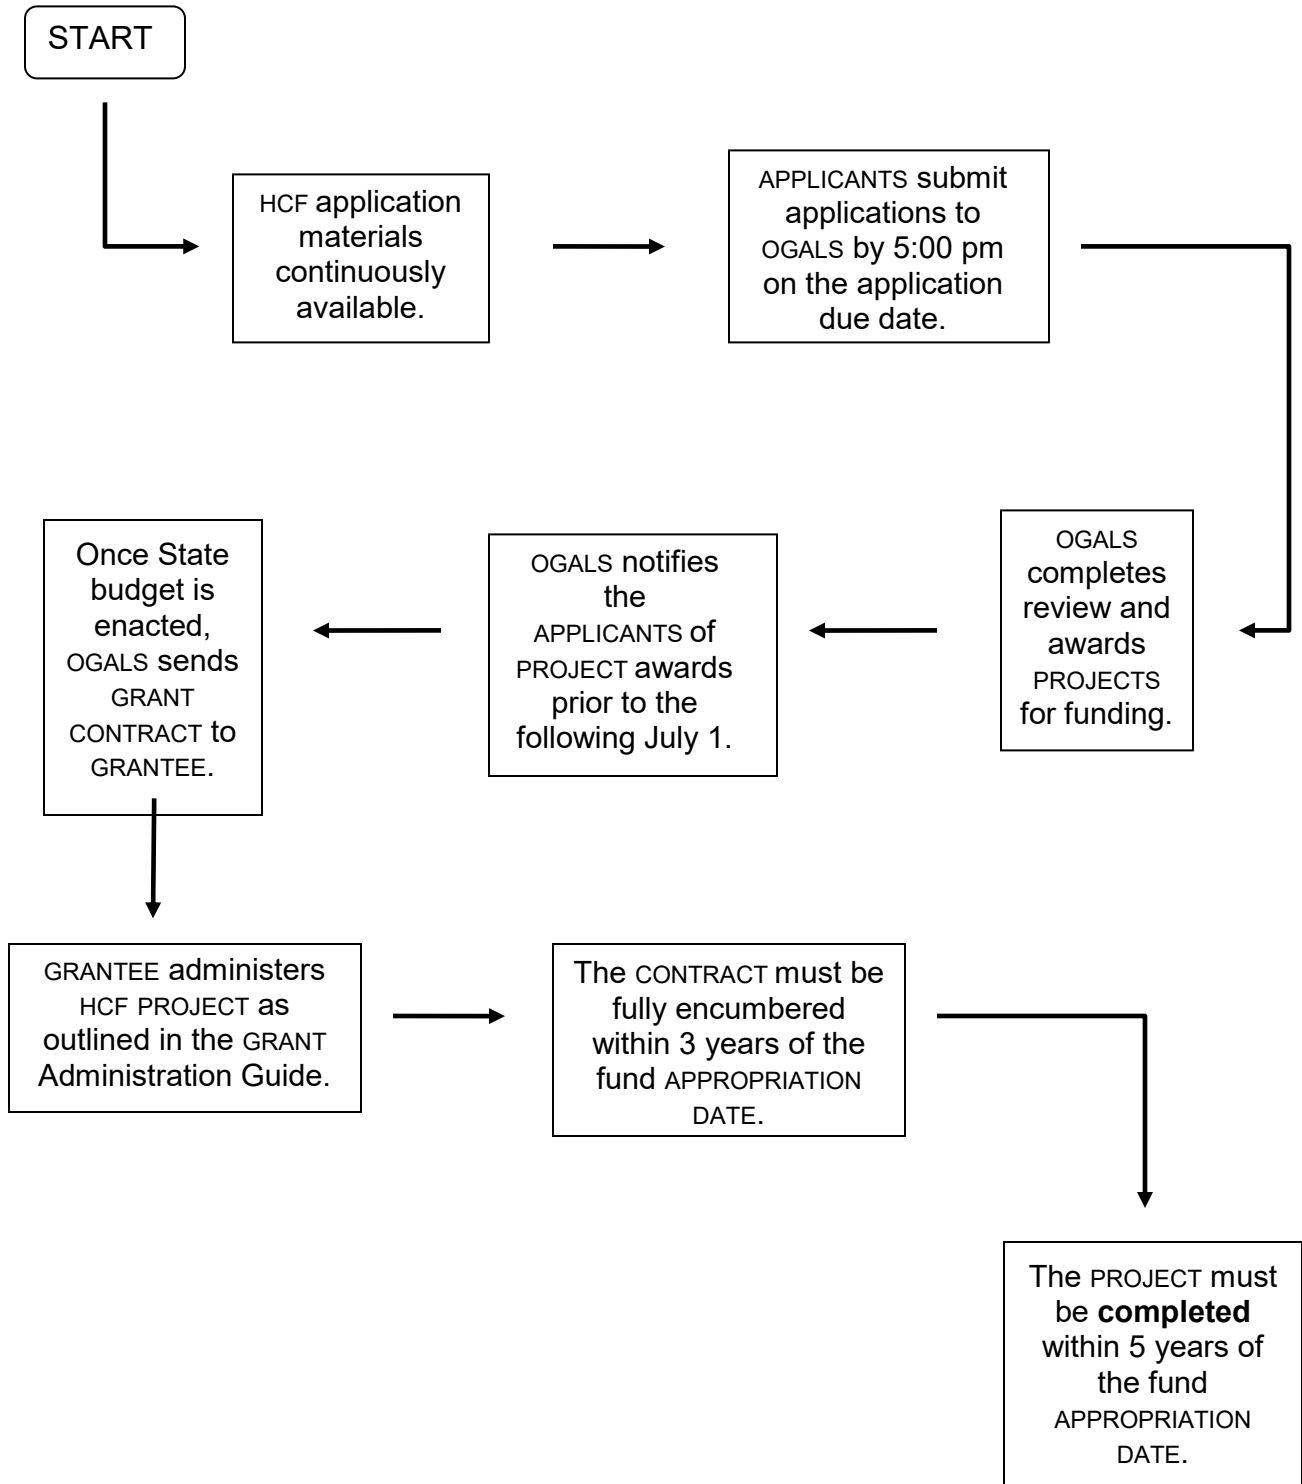 START
HCF application
materials
continuously
available.
APPLICANTS submit
applications to
OGALS by 5:00 pm
on the application
due date.
OGALS
completes
review and
awards
PROJECTS
for funding.
OGALS notifies
the
APPLICANTS of
PROJECT awards
prior to the
following July 1.
Once State
budget is
enacted,
OGALS sends
GRANT
CONTRACT to
GRANTEE.
GRANTEE administers
HCF PROJECT as
outlined in the GRANT
Administration Guide.
The CONTRACT must be
fully encumbered
within 3 years of the
fund APPROPRIATION
DATE.
The PROJECT must
be completed
within 5 years of
the fund
APPROPRIATION
DATE.